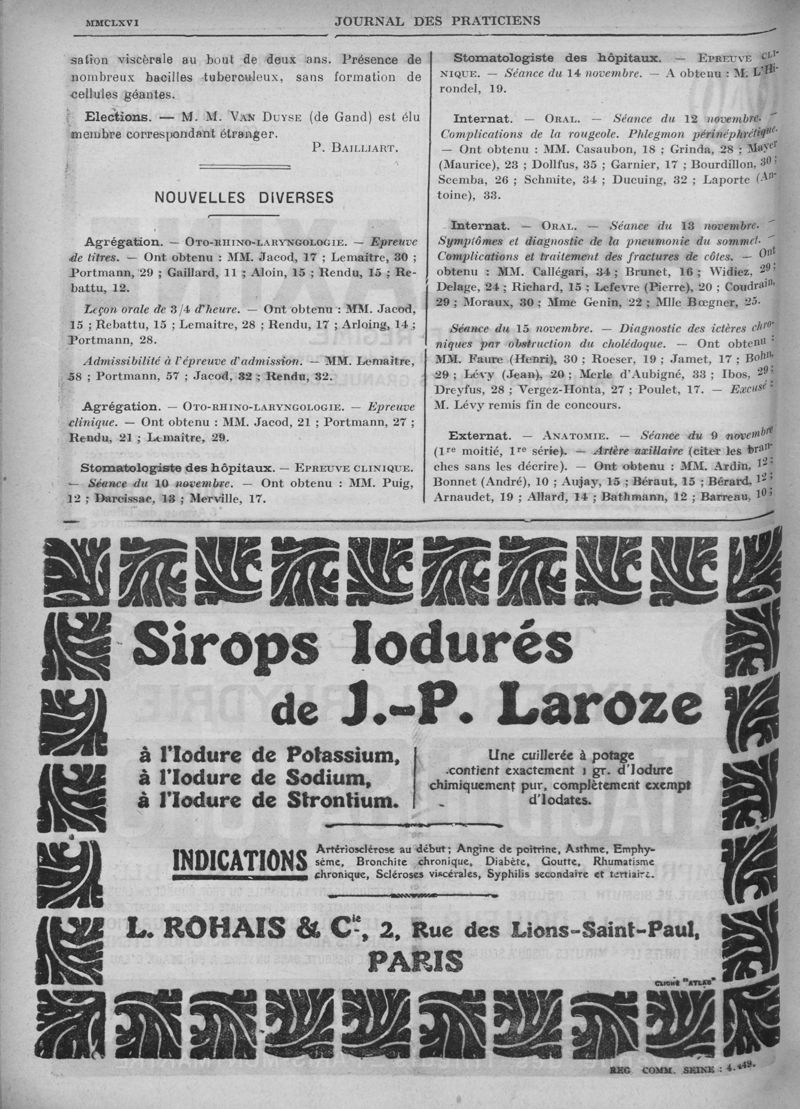 MMCLXVI
JOURNAL DES PRATICIENS
sation viscérale au bout de deux ans. Présence de
nombreux bacilles tuberculeux, sans formation de
cellules géantes.
Elections. — M. M. VAN DUYSE (de Gand) est élu
membre correspondant étranger.
P. BAILLIART.
NOUVELLES DIVERSES
Agrégation. — OTO-RHINO-LARYNGOLOGIE. — Epreuve
de titres. — Ont obtenu : MM. Jacod, 17 ; Lemaître, 30 ;
Portmann, 29 ; Gaillard, 11 ; Aloin, 15 ; Rendu, 15 ; Re-
battu, 12.
Leçon orale de 3/4 d'heure. — Ont obtenu : MM. Jacod,
15 ; Rebattu, 15 ; Lemaitre, 28 ; Rendu, 17 ; Arloing, 14 ;
Portmann, 28.
Admissibilité à l'épreuve d'admission. — MM. Lemaître,
58 ; Portmann, 57 ; Jacod, 32 ; Rendu, 32.
Agrégation. — OTO-RHINO-LARYNGOLOGIE. — Epreuve
clinique. — Ont obtenu : MM. Jacod, 21 ; Portmann, 27 ;
Rendu, 21 ; Lemaître, 29.
Stomatologiste des hôpitaux. — EPREUVE CLINIQUE.
— Séance du 10 novembre. — Ont obtenu : MM. Puig,
12 ; Darcissac, 13 ; Merville, 17.
Stomatologiste des hôpitaux. — EPREUVE CLI-
NIQUE. — Séance du 14 novembre. — A obtenu : M. L'Hi-
rondel, 19.
Internat. — ORAL. — Séance du 12 novembre. —
Complications de la rougeole. Phlegmon périnéphrétique.
— Ont obtenu : MM. Casaubon, 18 ; Grinda, 28 ; Mayer
(Maurice), 23 ; Dollfus, 35 ; Garnier, 17 ; Bourdillon, 30 ;
Scemba, 26 ; Schmite, 34 ; Ducuing, 32 ; Laporte (An-
toine), 33.
Internat. — ORAL. — Séance du 13 novembre. —
Symptômes et diagnostic de la pneumonie du sommet. —
Complications et traitement des fractures de côtes. — Ont
obtenu : MM. Callégari, 34 ; Brunet, 16 ; Widiez, 29 ;
Delage, 24 ; Richard, 15 ; Lefevre (Pierre), 20 ; Coudrain,
29 ; Moraux, 30 ; Mme Genin, 22 ; Mlle Bœgner, 25.
Séance du 15 novembre. — Diagnostic des ictères chro-
niques par obstruction du cholédoque. — Ont obtenu :
MM. Faure (Henri), 30 ; Roeser, 19 ; Jamet, 17 ; Bohn,
29 ; Lévy (Jean), 20 ; Merle d'Aubigné, 33 ; Ibos, 29 ;
Dreyfus, 28 ; Vergez-Honta, 27 ; Poulet, 17. — Excusé :
M. Lévy remis fin de concours.
Externat. — ANATOMIE. — Séance du 9 novembre
(1re moitié, 1re série). — Artère axillaire (citer les bran-
ches sans les décrire). — Ont obtenu : MM. Ardin, 12 ;
Bonnet (André), 10 ; Aujay, 15 ; Béraut, 15 ; Bérard, 12 ;
Arnaudet, 19 ; Allard, 14 ; Bathmann, 12 ; Barreau, 10 ;
Sirops Iodurés
de J.-P. Laroze
à l'Iodure de Potassium,
à l'Iodure de Sodium,
à l'Iodure de Strontium.
Une cuillerée à potage
contient exactement 1 gr. d'Iodure
chimiquement pur, complètement exempt
d'Iodates.
INDICATIONS
Artériosclérose au début ; Angine de poitrine, Asthme, Emphy-
sème, Bronchite chronique, Diabète, Goutte, Rhumatisme
chronique, Scléroses viscérales, Syphilis secondaire et tertiaire.
L. ROHAIS & Cie, 2, Rue des Lions-Saint-Paul,
PARIS
CLICHÉ "ATLAS"
REG. COMM. SEINE :